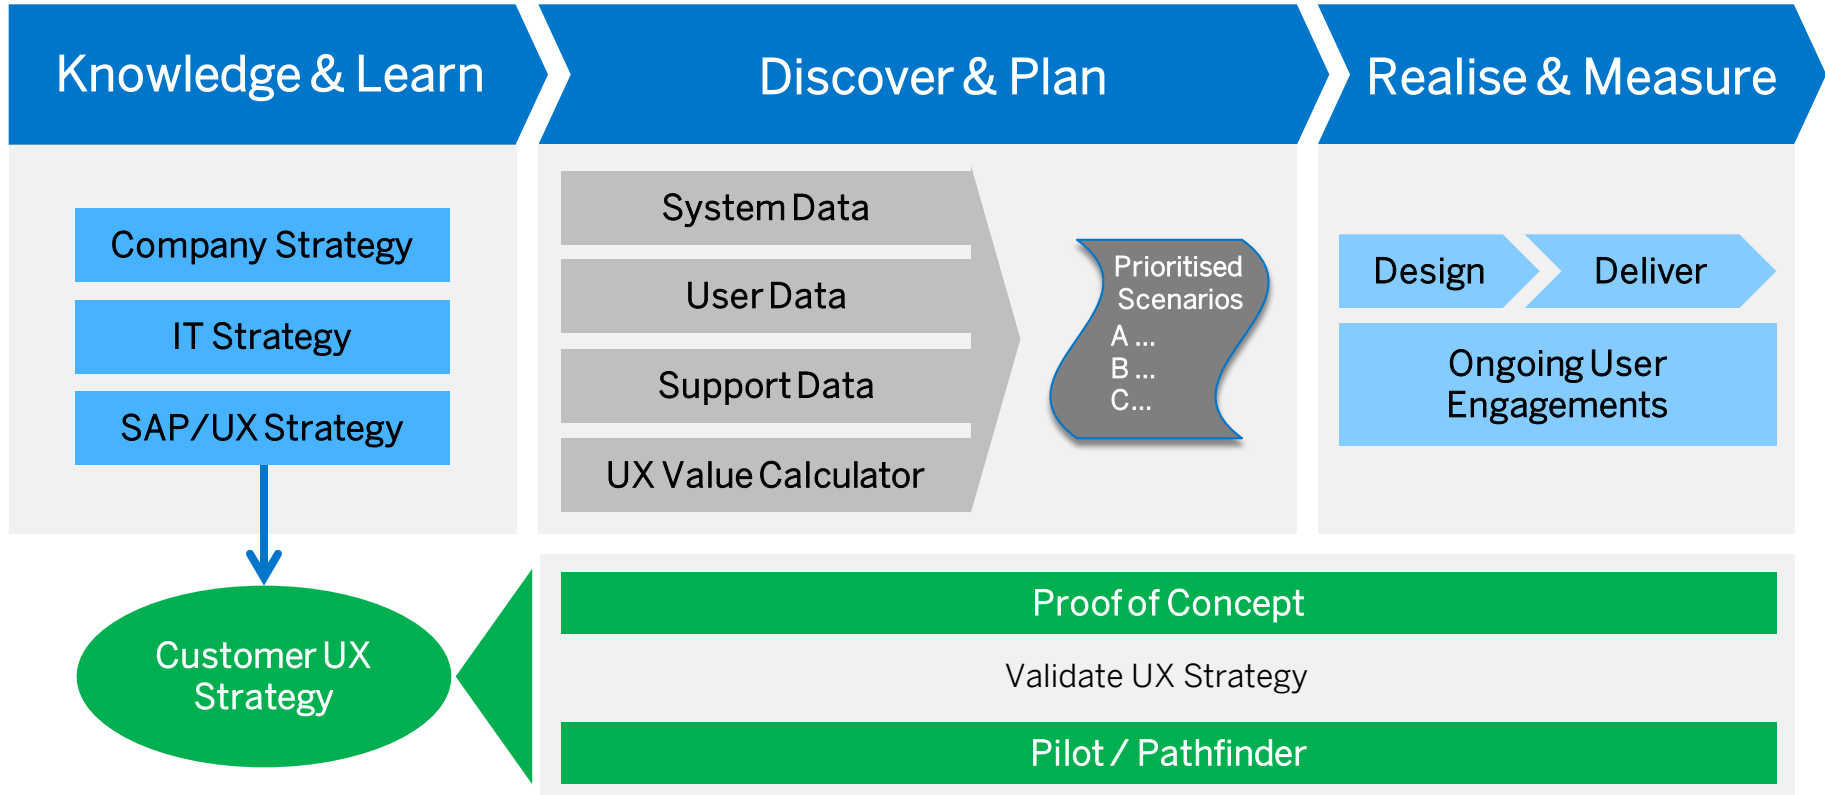 Knowledge & Learn
Discover & Plan
Realise & Measure
Company Strategy
IT Strategy
SAP/UX Strategy
System Data
User Data
Support Data
UX Value Calculator
Prioritised
Scenarios
A ...
B ...
C...
Design
Deliver
Ongoing User
Engagements
Customer UX
Strategy
Proof of Concept
Validate UX Strategy
Pilot / Pathfinder